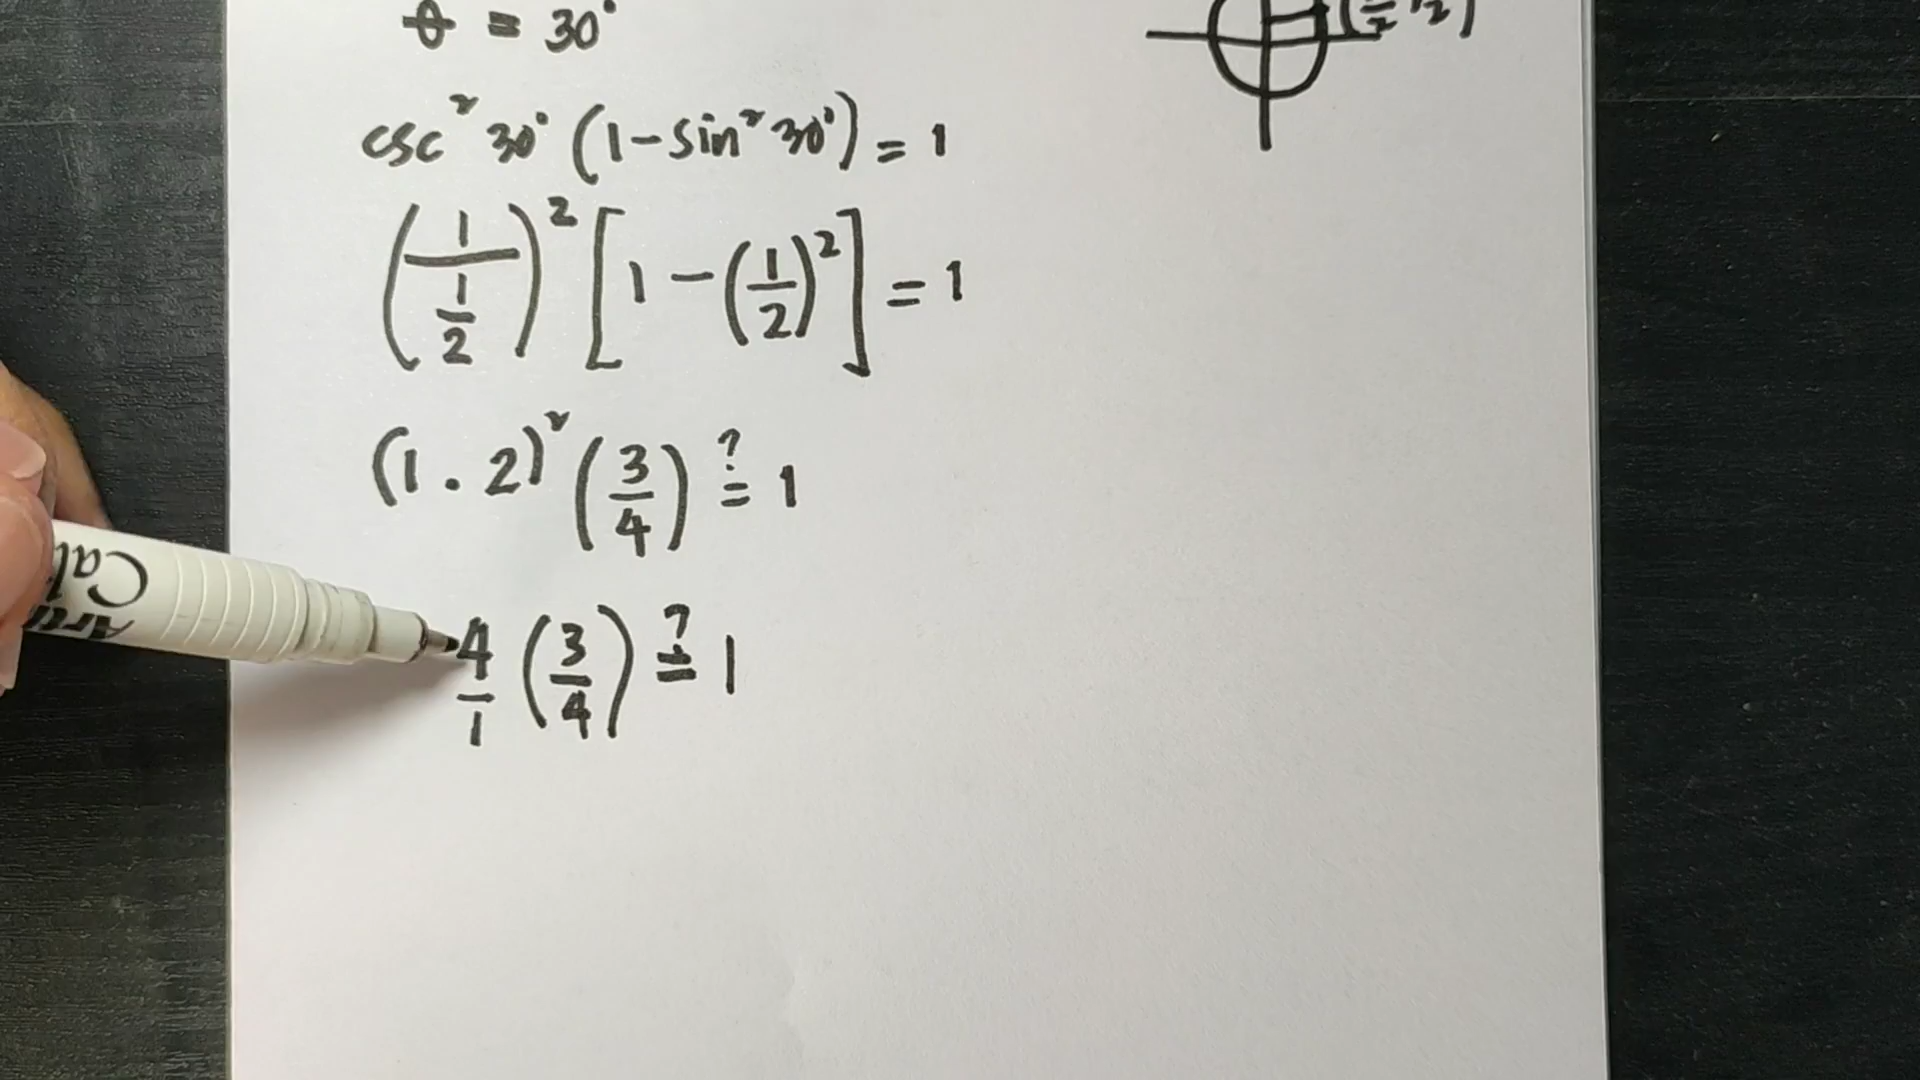 θ = 30°
csc² 30° (1 - sin² 30°) = 1
(1/(1/2))² [1 - (1/2)²] = 1
(1 . 2)² (3/4) ≟ 1
4/1 (3/4) ≟ 1